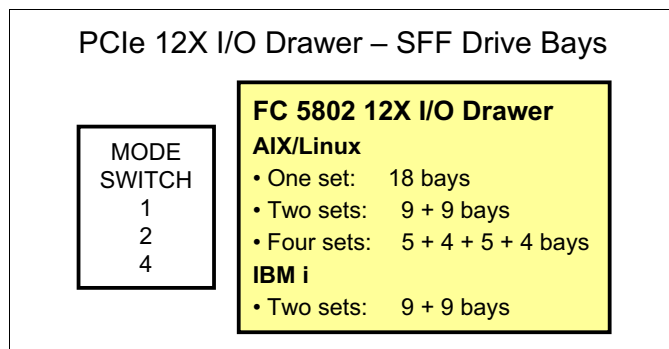 PCIe 12X I/O Drawer – SFF Drive Bays
MODE
SWITCH
1
2
4
FC 5802 12X I/O Drawer
AIX/Linux
• One set: 18 bays
• Two sets: 9 + 9 bays
• Four sets: 5 + 4 + 5 + 4 bays
IBM i
• Two sets: 9 + 9 bays